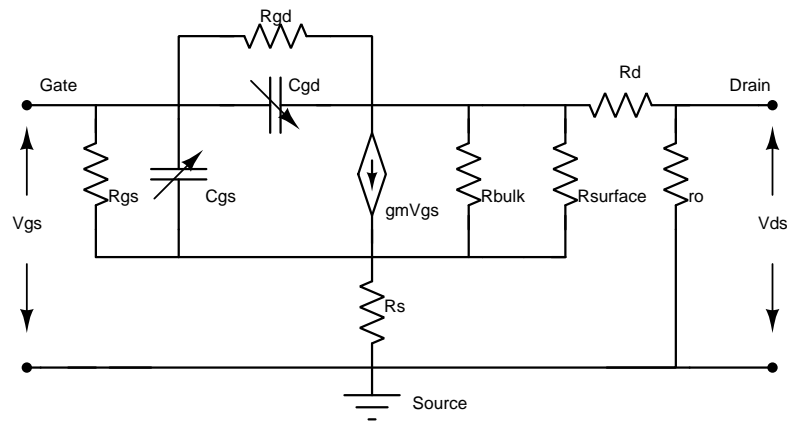 Rgd
Gate
Cgd
Rd
Drain
Rgs
Cgs
gmVgs
Rbulk
Rsurface
ro
Vgs
Vds
Rs
Source